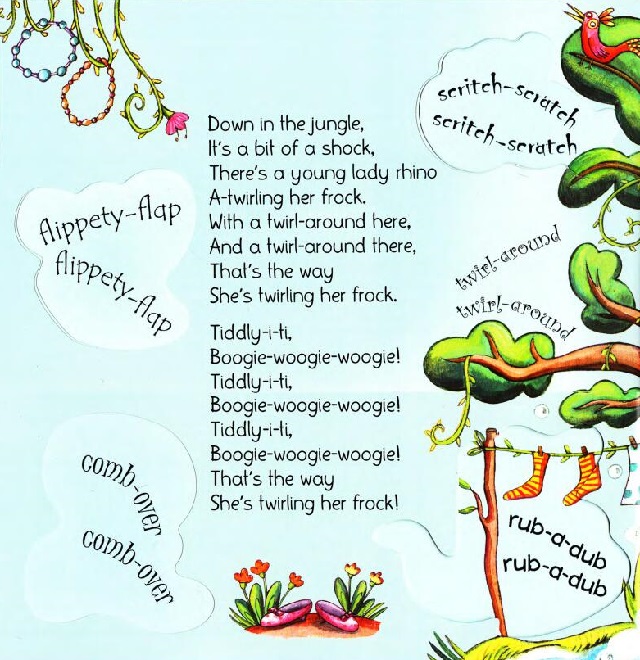 scritch-scratch
scritch-scratch
Down in the jungle,
It's a bit of a shock,
There's a young lady rhino
A-twirling her frock.
With a twirl-around here,
And a twirl-around there,
That's the way
She's twirling her frock.
flippety-flap
flippety-flap
twirl-around
twirl-around
Tiddly-i-ti,
Boogie-woogie-woogie!
Tiddly-i-ti,
Boogie-woogie-woogie!
Tiddly-i-ti,
Boogie-woogie-woogie!
That's the way
She's twirling her frock!
comb-over
comb-over
rub-a-dub
rub-a-dub